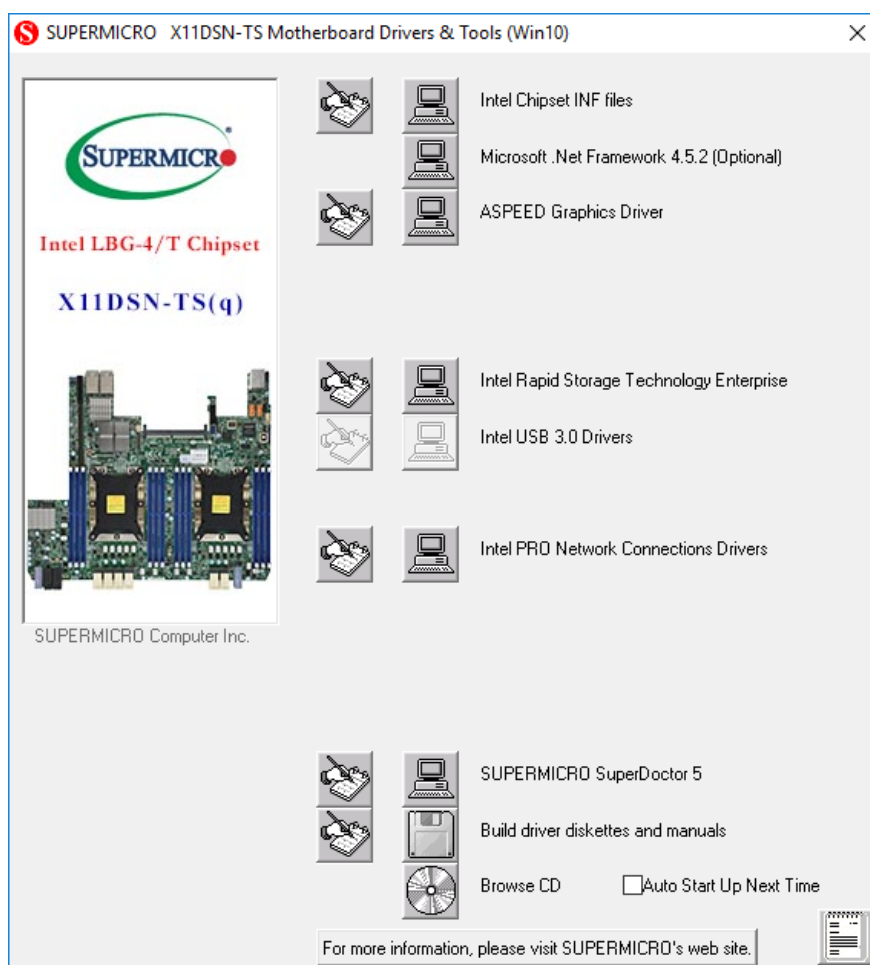 SUPERMICRO X11DSN-TS Motherboard Drivers & Tools (Win10)
SUPERMICR
Intel LBG-4/T Chipset
X11DSN-TS(q)
SUPERMICRO Computer Inc.
Intel Chipset INF files
Microsoft .Net Framework 4.5.2 (Optional)
ASPEED Graphics Driver
Intel Rapid Storage Technology Enterprise
Intel USB 3.0 Drivers
Intel PRO Network Connections Drivers
SUPERMICRO SuperDoctor 5
Build driver diskettes and manuals
Browse CD Auto Start Up Next Time
For more information, please visit SUPERMICRO's web site.